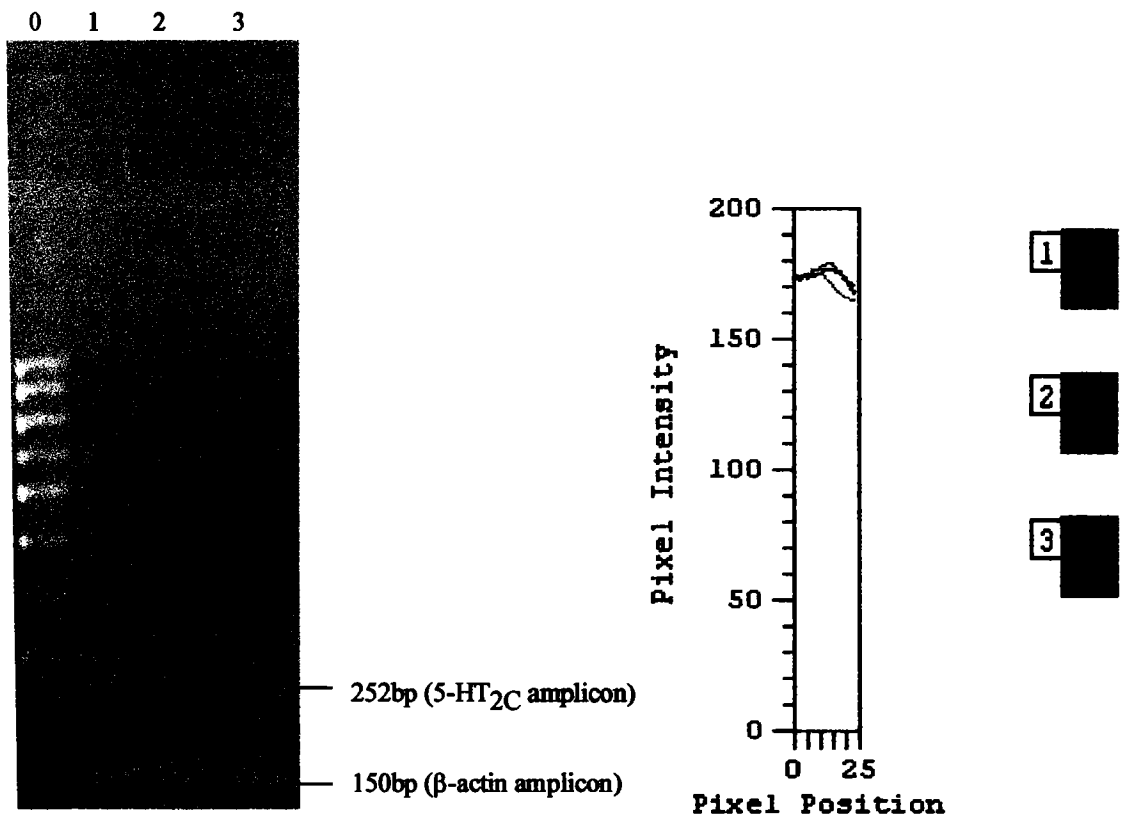 0 1 2 3
252bp (5-HT2C amplicon)
150bp (β-actin amplicon)
200
150
100
50
0
0 25
Pixel Intensity
Pixel Position
1
2
3